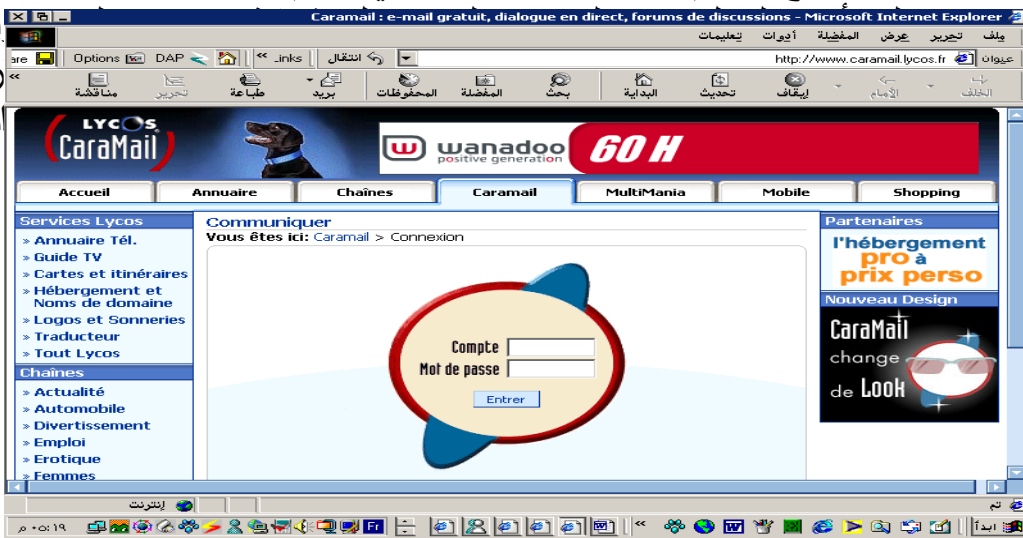 Caramail : e-mail gratuit, dialogue en direct, forums de discussions - Microsoft Internet Explorer
ملف تحرير عرض المفضلة أدوات تعليمات
عنوان http://www.caramail.lycos.fr انتقال Links » DAP Options
الخلف الأمام إيقاف تحديث البداية بحث المفضلة المحفوظات بريد طباعة تحرير مناقشة »
LYCOS
CaraMail
wanadoo
positive generation
60 H
Accueil Annuaire Chaînes Caramail MultiMania Mobile Shopping
Services Lycos
» Annuaire Tél.
» Guide TV
» Cartes et itinéraires
» Hébergement et
Noms de domaine
» Logos et Sonneries
» Traducteur
» Tout Lycos
Chaînes
» Actualité
» Automobile
» Divertissement
» Emploi
» Erotique
» Femmes
Communiquer
Vous êtes ici: Caramail > Connexion
Compte
Mot de passe
Entrer
Partenaires
l'hébergement
pro à
prix perso
Nouveau Design
CaraMail
change
de Look
تم
إنترنت
ابدأ
٠٥:١٩ م